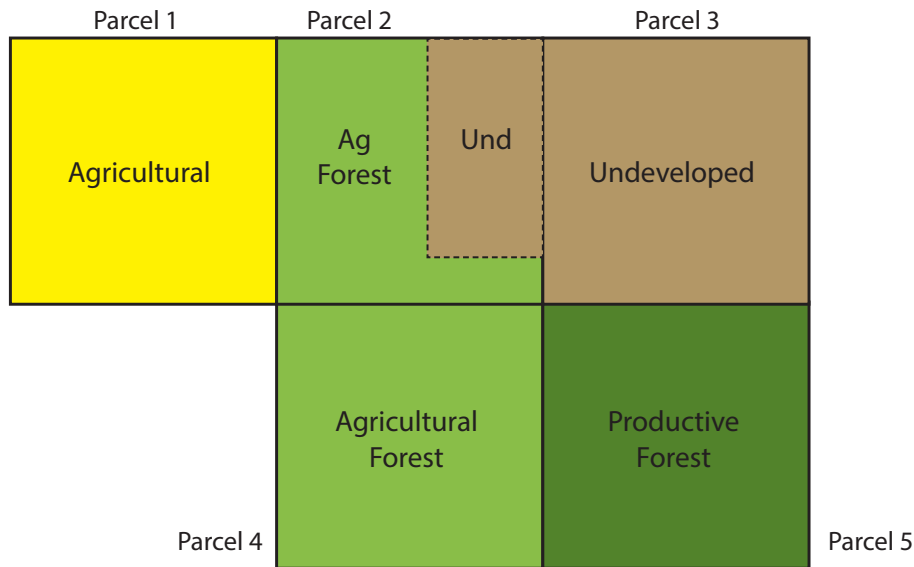 Parcel 1
Parcel 2
Parcel 3
Agricultural
Ag
Forest
Und
Undeveloped
Agricultural
Forest
Productive
Forest
Parcel 4
Parcel 5